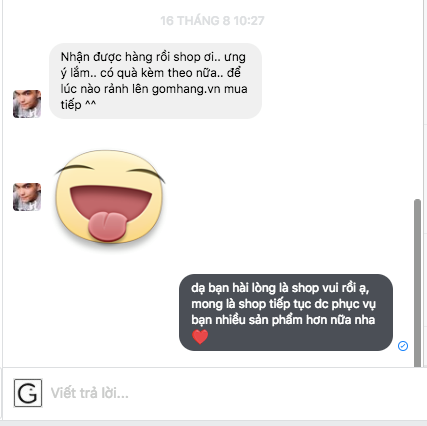 16 THÁNG 8 10:27
Nhận được hàng rồi shop ơi.. ưng
ý lắm.. có quà kèm theo nữa.. để
lúc nào rảnh lên gomhang.vn mua
tiếp ^^
dạ bạn hài lòng là shop vui rồi ạ,
mong là shop tiếp tục dc phục vụ
bạn nhiều sản phẩm hơn nữa nha
❤️
G
Viết trả lời...